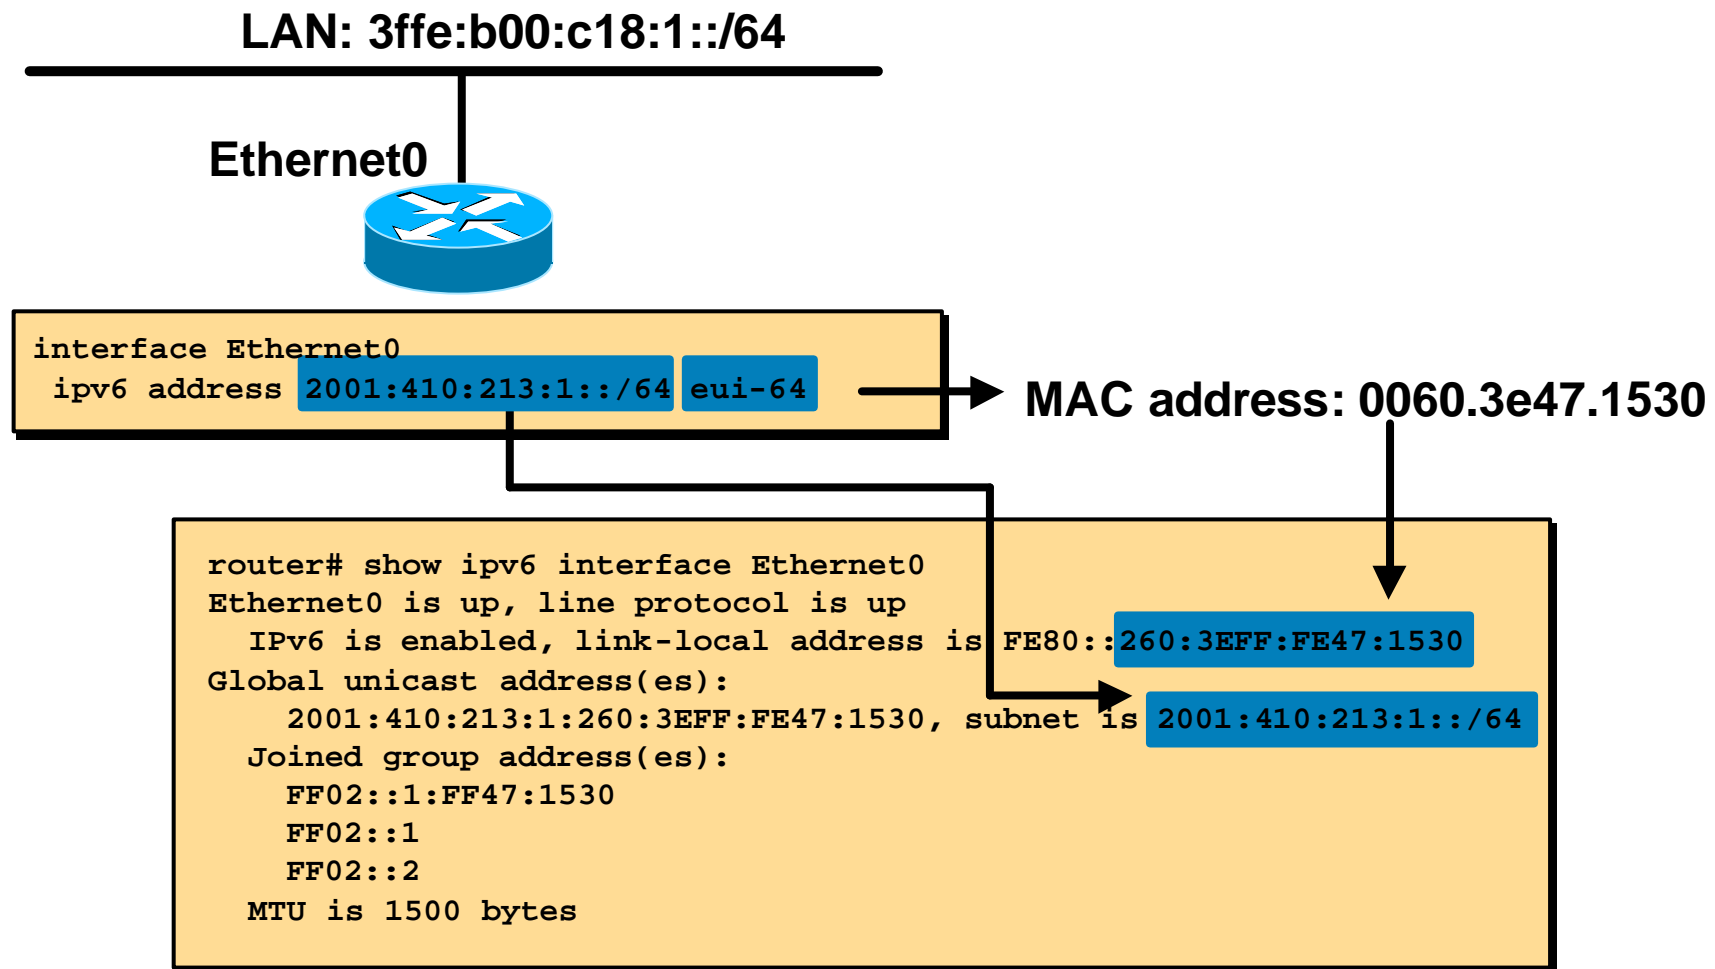 LAN: 3ffe:b00:c18:1::/64
Ethernet0
interface Ethernet0
ipv6 address 2001:410:213:1::/64 eui-64
MAC address: 0060.3e47.1530
router# show ipv6 interface Ethernet0
Ethernet0 is up, line protocol is up
IPv6 is enabled, link-local address is FE80::260:3EFF:FE47:1530
Global unicast address(es):
2001:410:213:1:260:3EFF:FE47:1530, subnet is 2001:410:213:1::/64
Joined group address(es):
FF02::1:FF47:1530
FF02::1
FF02::2
MTU is 1500 bytes